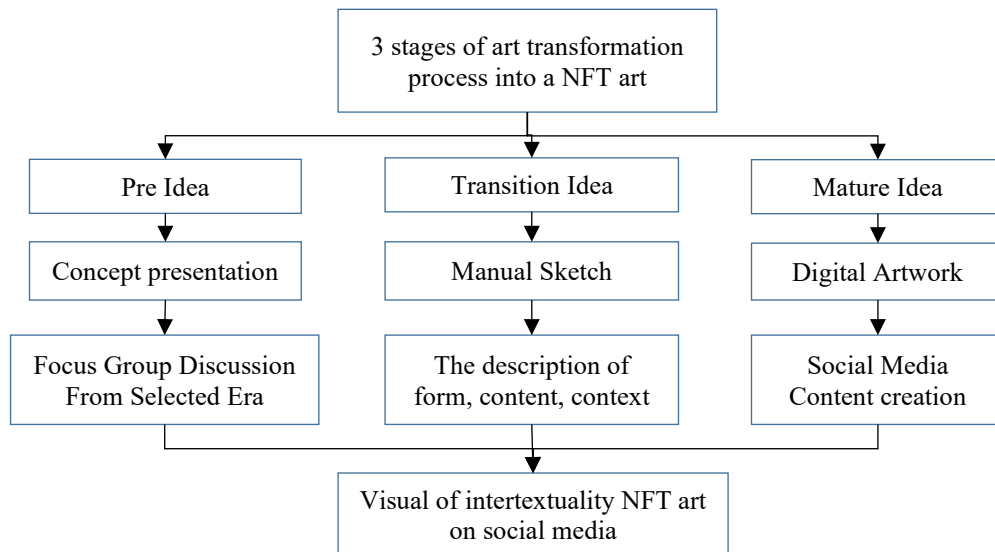 3 stages of art transformation
process into a NFT art
Pre Idea
Transition Idea
Mature Idea
Concept presentation
Manual Sketch
Digital Artwork
Focus Group Discussion
From Selected Era
The description of
form, content, context
Social Media
Content creation
Visual of intertextuality NFT art
on social media